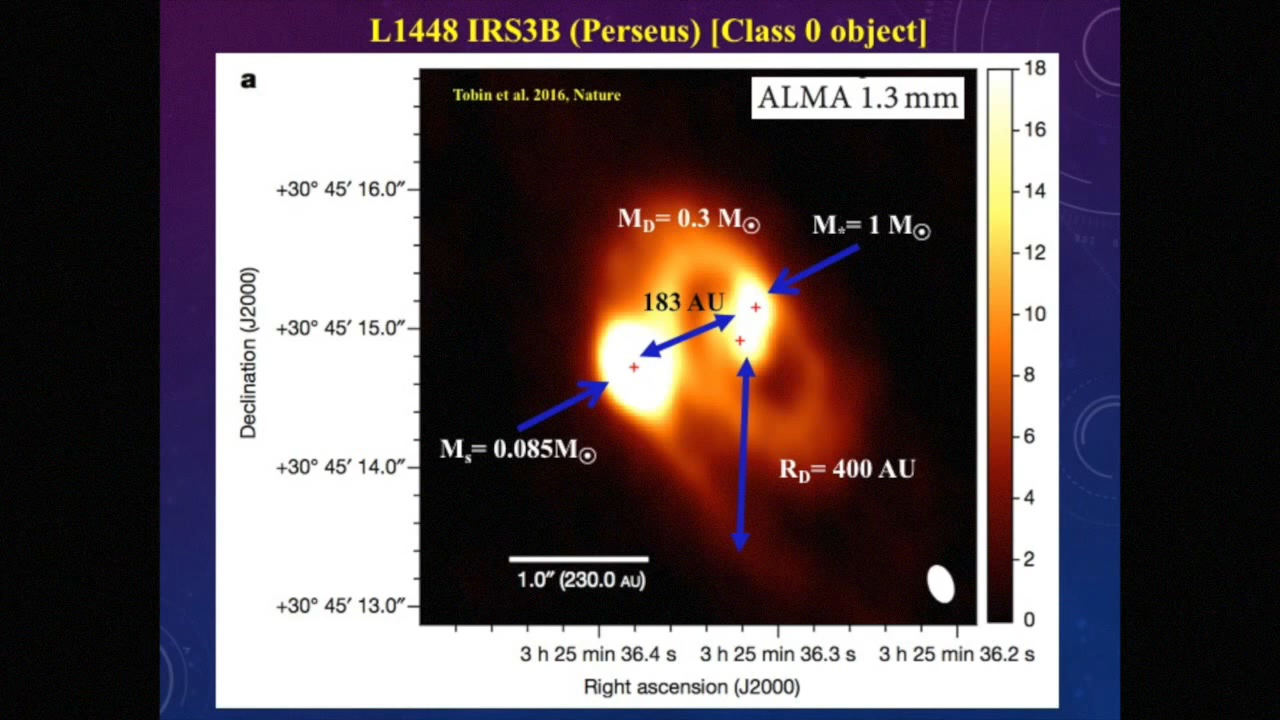 L1448 IRS3B (Perseus) [Class 0 object]
a
Tobin et al. 2016, Nature
ALMA 1.3 mm
18
16
14
12
10
8
6
4
2
0
+30° 45′ 16.0″
+30° 45′ 15.0″
+30° 45′ 14.0″
+30° 45′ 13.0″
Declination (J2000)
M_D= 0.3 M_☉
M_*= 1 M_☉
183 AU
M_s= 0.085M_☉
R_D= 400 AU
1.0″ (230.0 AU)
3 h 25 min 36.4 s 3 h 25 min 36.3 s 3 h 25 min 36.2 s
Right ascension (J2000)